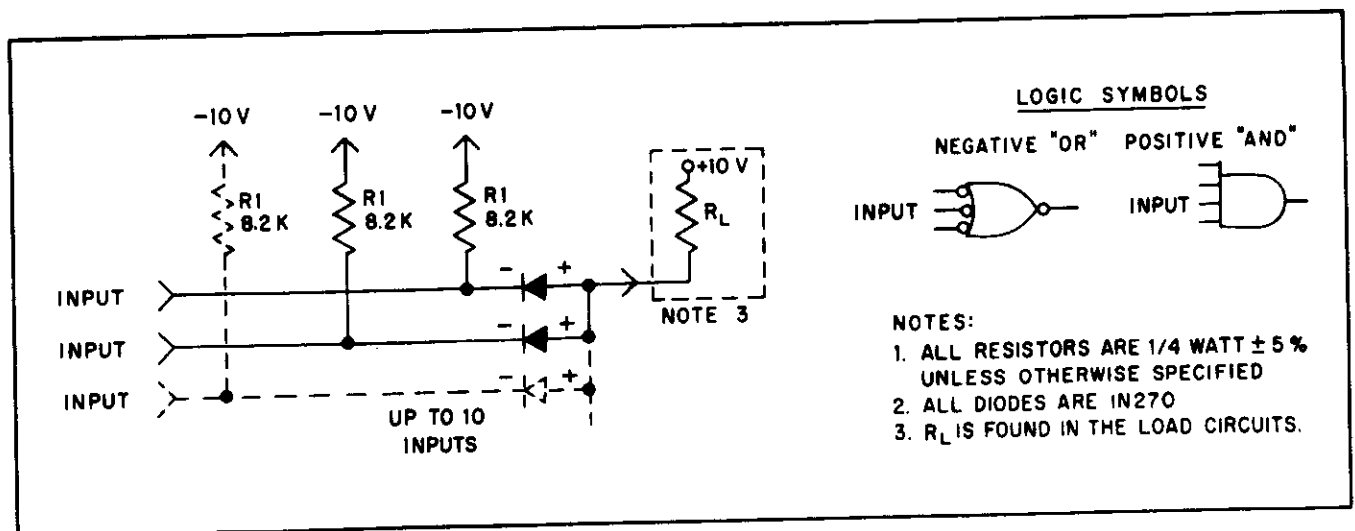 -10 V -10 V -10 V
R1
8.2 K
R1
8.2 K
R1
8.2 K
+10 V
RL
NOTE 3
INPUT
INPUT
INPUT
- +
- +
- +
UP TO 10
INPUTS
LOGIC SYMBOLS
NEGATIVE "OR" POSITIVE "AND"
INPUT INPUT
NOTES:
1. ALL RESISTORS ARE 1/4 WATT ± 5%
UNLESS OTHERWISE SPECIFIED
2. ALL DIODES ARE IN270
3. RL IS FOUND IN THE LOAD CIRCUITS.